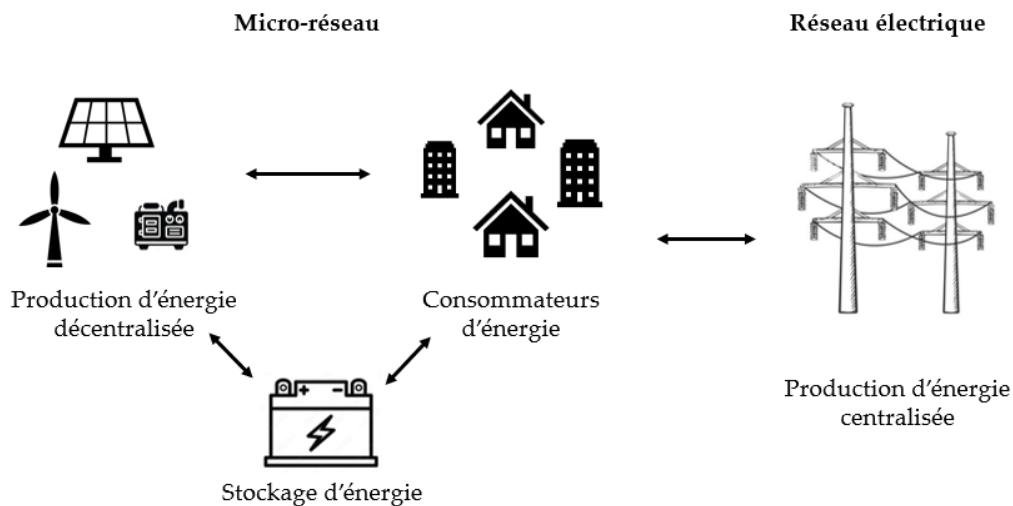 Micro-réseau
Réseau électrique
Production d’énergie
décentralisée
Consommateurs
d’énergie
Stockage d’énergie
Production d’énergie
centralisée